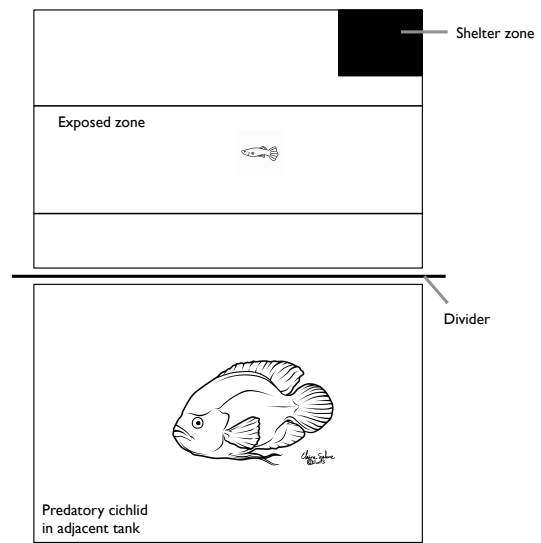 Shelter zone
Exposed zone
Divider
Predatory cichlid
in adjacent tank